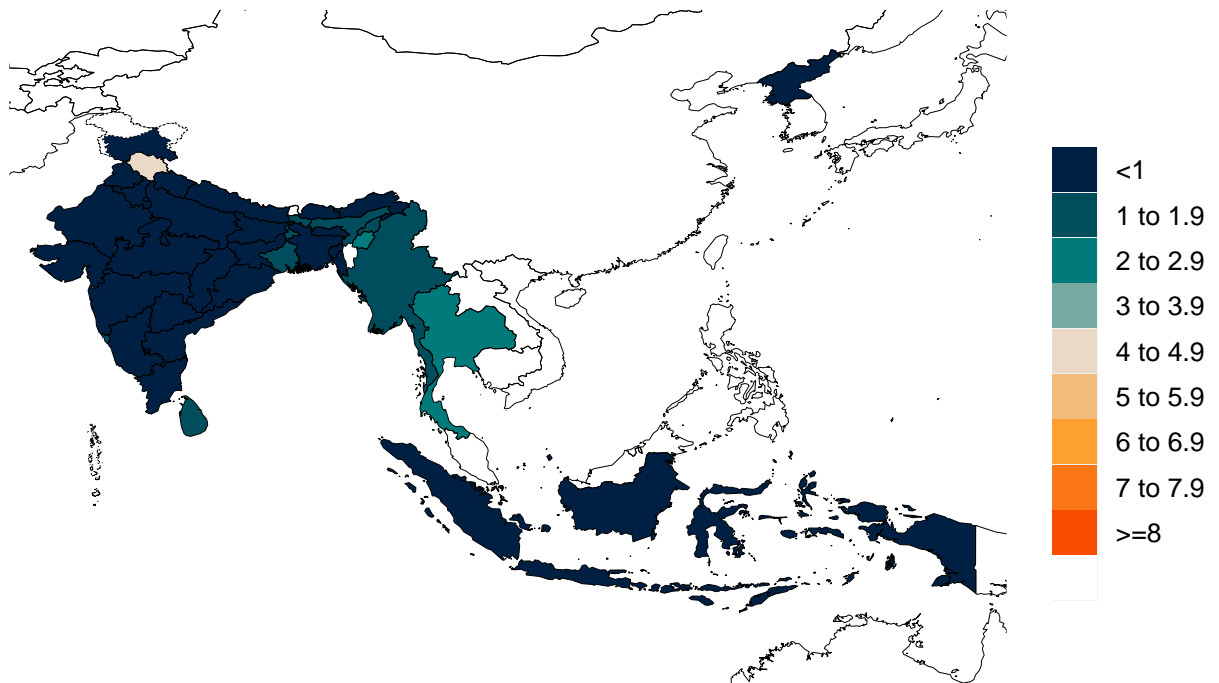 <1
1 to 1.9
2 to 2.9
3 to 3.9
4 to 4.9
5 to 5.9
6 to 6.9
7 to 7.9
>=8